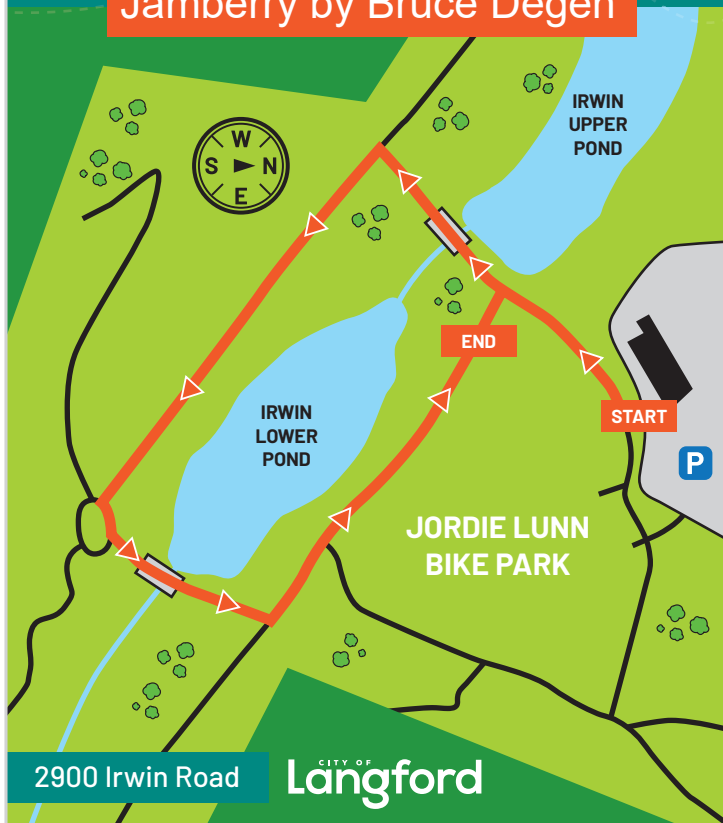 Jamberry by Bruce Degen
IRWIN
UPPER
POND
W
S N
E
END
START
IRWIN
LOWER
POND
P
JORDIE LUNN
BIKE PARK
2900 Irwin Road
CITY OF
Langford